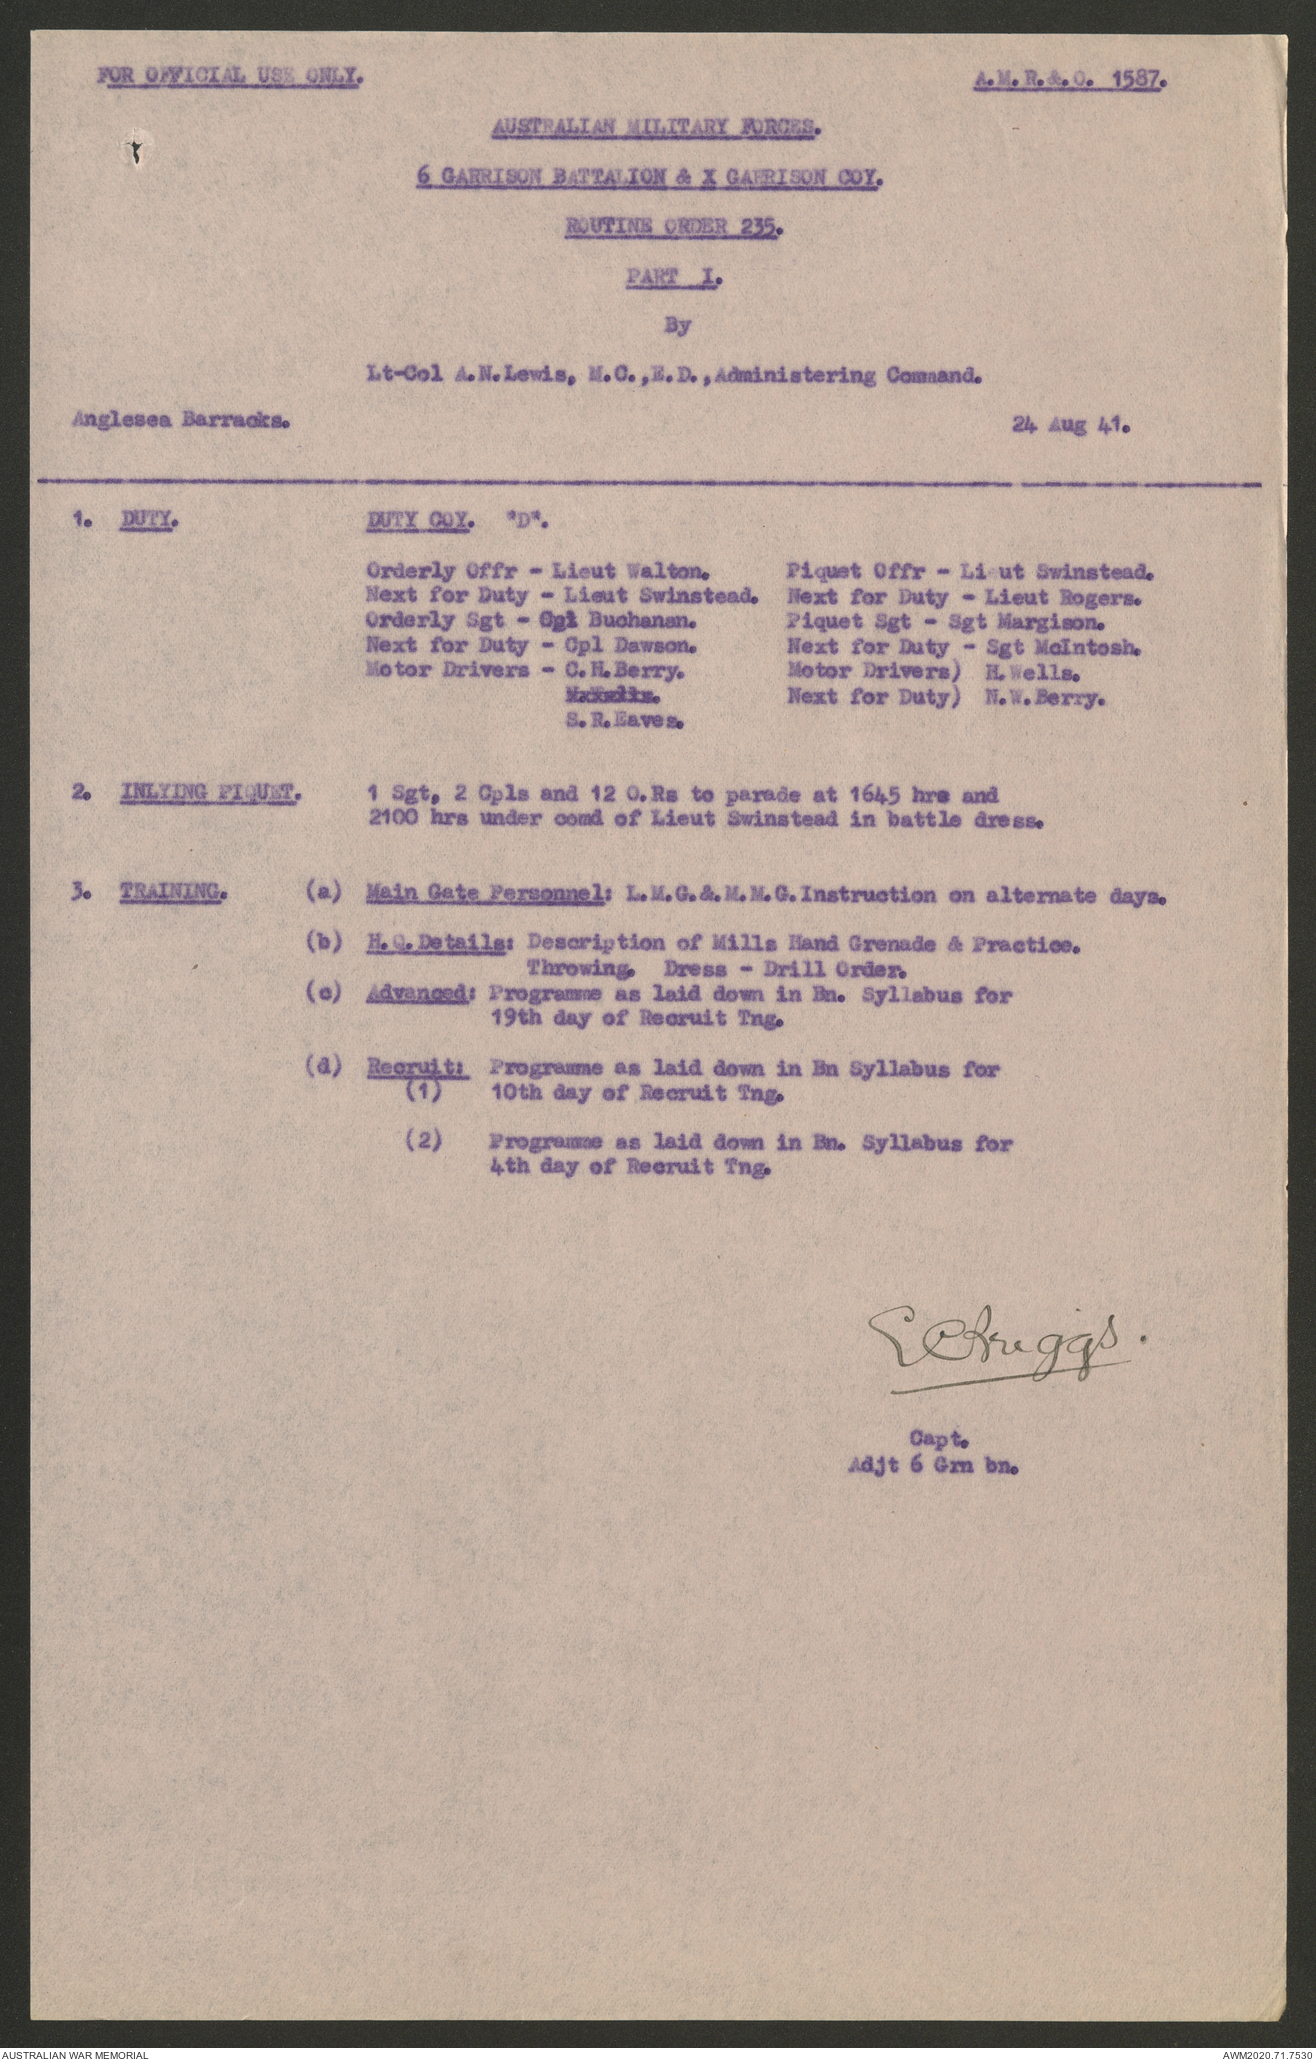 FOR OFFICIAL USE ONLY.
A.M.R.&.O. 1587.
AUSTRALIAN MILITARY FORCES.
6 GARRISON BATTALION & X GARRISON COY.
ROUTINE ORDER 235.
PART I.
By
Lt-Col A.N.Lewis, M.C.,E.D.,Administering Command.
Anglesea Barracks.
24 Aug 41.
1. DUTY. DUTY COY. "D".
Orderly Offr - Lieut Walton. Piquet Offr - Lieut Swinstead.
Next for Duty - Lieut Swinstead. Next for Duty - Lieut Rogers.
Orderly Sgt - Cpl Buchanan. Piquet Sgt - Sgt Margison.
Next for Duty - Cpl Dawson. Next for Duty - Sgt McIntosh.
Motor Drivers - C.H.Berry. Motor Drivers) H.Wells.
Next for Duty) N.W.Berry.
S.R.Eaves.
2. INLYING PIQUET. 1 Sgt, 2 Cpls and 12 O.Rs to parade at 1645 hrs and
2100 hrs under comd of Lieut Swinstead in battle dress.
3. TRAINING. (a) Main Gate Personnel: L.M.G.&.M.M.G.Instruction on alternate days.
(b) H.Q.Details: Description of Mills Hand Grenade & Practice.
Throwing. Dress - Drill Order.
(c) Advanced: Programme as laid down in Bn. Syllabus for
19th day of Recruit Tng.
(d) Recruit: Programme as laid down in Bn Syllabus for
(1) 10th day of Recruit Tng.
(2) Programme as laid down in Bn. Syllabus for
4th day of Recruit Tng.
Capt.
Adjt 6 Grn bn.
AUSTRALIAN WAR MEMORIAL
AWM2020.71.7530